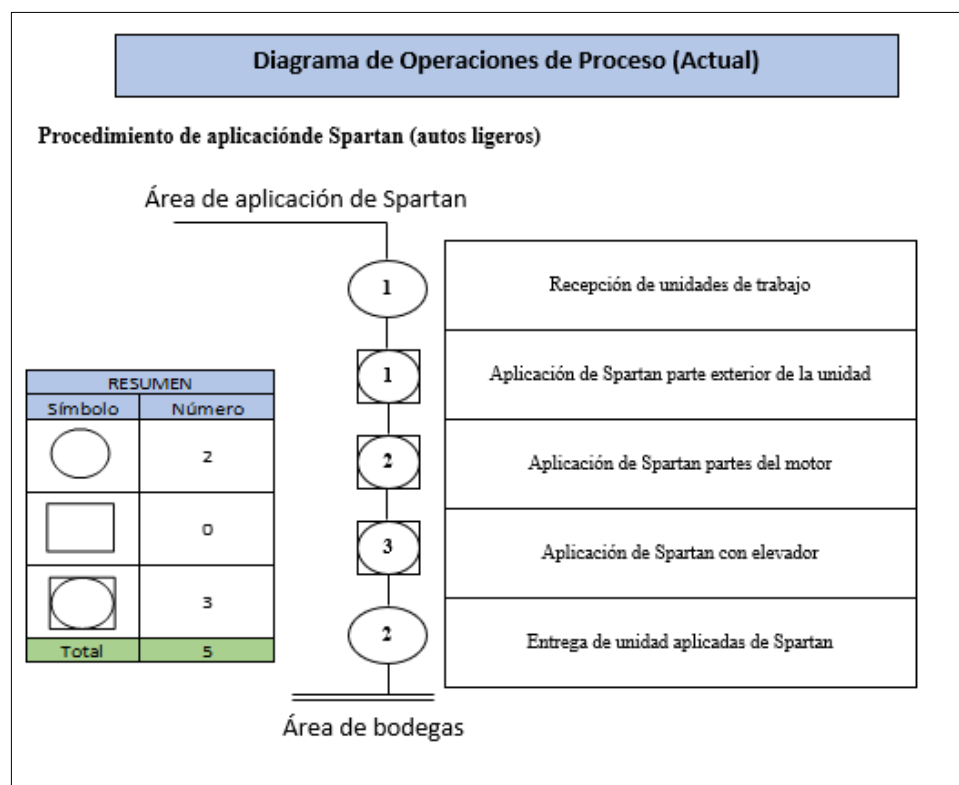 Diagrama de Operaciones de Proceso (Actual)
Procedimiento de aplicaciónde Spartan (autos ligeros)
Área de aplicación de Spartan
1 Recepción de unidades de trabajo
1 Aplicación de Spartan parte exterior de la unidad
2 Aplicación de Spartan partes del motor
3 Aplicación de Spartan con elevador
2 Entrega de unidad aplicadas de Spartan
Área de bodegas
RESUMEN
Símbolo Número
2
0
3
Total 5